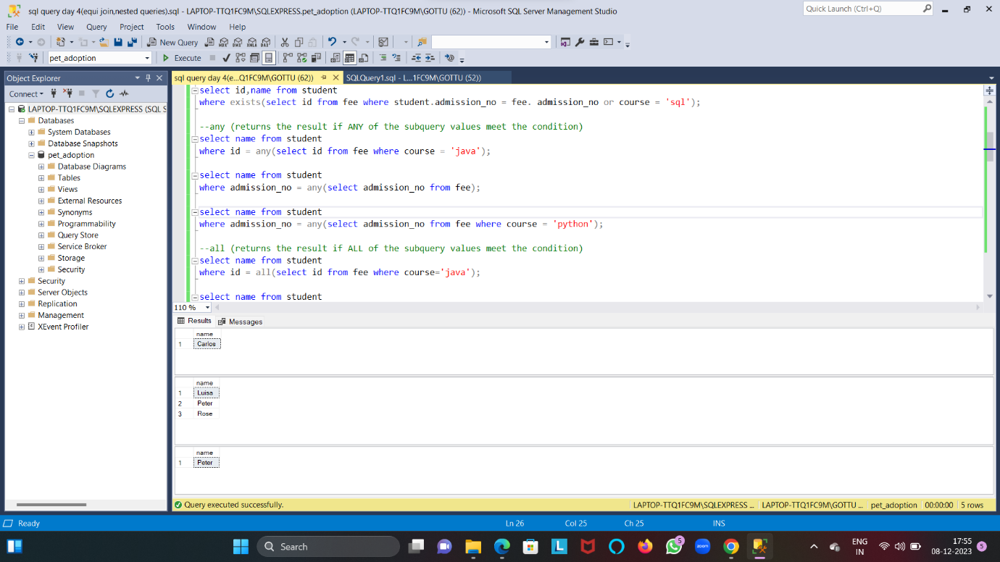 sql query day 4(equi join,nested queries).sql - LAPTOP-TTQ1FC9M\SQLEXPRESS.pet_adoption (LAPTOP-TTQ1FC9M\GOTTU (62)) - Microsoft SQL Server Management Studio
Quick Launch (Ctrl+Q)
File Edit View Query Project Tools Window Help
New Query
MDX DMX XMLA DAX
pet_adoption
Execute
Object Explorer
Connect
LAPTOP-TTQ1FC9M\SQLEXPRESS (SQL S
Databases
System Databases
Database Snapshots
pet_adoption
Database Diagrams
Tables
Views
External Resources
Synonyms
Programmability
Query Store
Service Broker
Storage
Security
Security
Server Objects
Replication
Management
XEvent Profiler
sql query day 4(e...Q1FC9M\GOTTU (62)) SQLQuery1.sql - L...1FC9M\GOTTU (52))
select id,name from student
where exists(select id from fee where student.admission_no = fee. admission_no or course = 'sql');
--any (returns the result if ANY of the subquery values meet the condition)
select name from student
where id = any(select id from fee where course = 'java');
select name from student
where admission_no = any(select admission_no from fee);
select name from student
where admission_no = any(select admission_no from fee where course = 'python');
--all (returns the result if ALL of the subquery values meet the condition)
select name from student
where id = all(select id from fee where course='java');
select name from student
110 %
Results Messages
name
1 Carlos
name
1 Luisa
2 Peter
3 Rose
name
1 Peter
Query executed successfully.
LAPTOP-TTQ1FC9M\SQLEXPRESS ... LAPTOP-TTQ1FC9M\GOTTU ... pet_adoption 00:00:00 5 rows
Ready Ln 26 Col 25 Ch 25 INS
Search
L
5
zoom
ENG
IN
17:55
08-12-2023
5